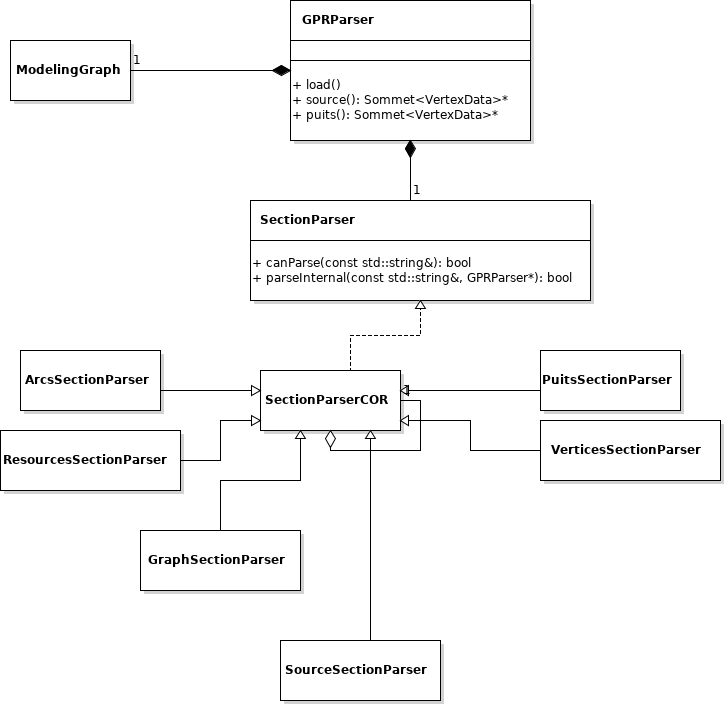 GPRParser
1
ModelingGraph
+ load()
+ source(): Sommet<VertexData>*
+ puits(): Sommet<VertexData>*
1
SectionParser
+ canParse(const std::string&): bool
+ parseInternal(const std::string&, GPRParser*): bool
ArcsSectionParser
PuitsSectionParser
1
SectionParserCOR
ResourcesSectionParser
VerticesSectionParser
GraphSectionParser
SourceSectionParser